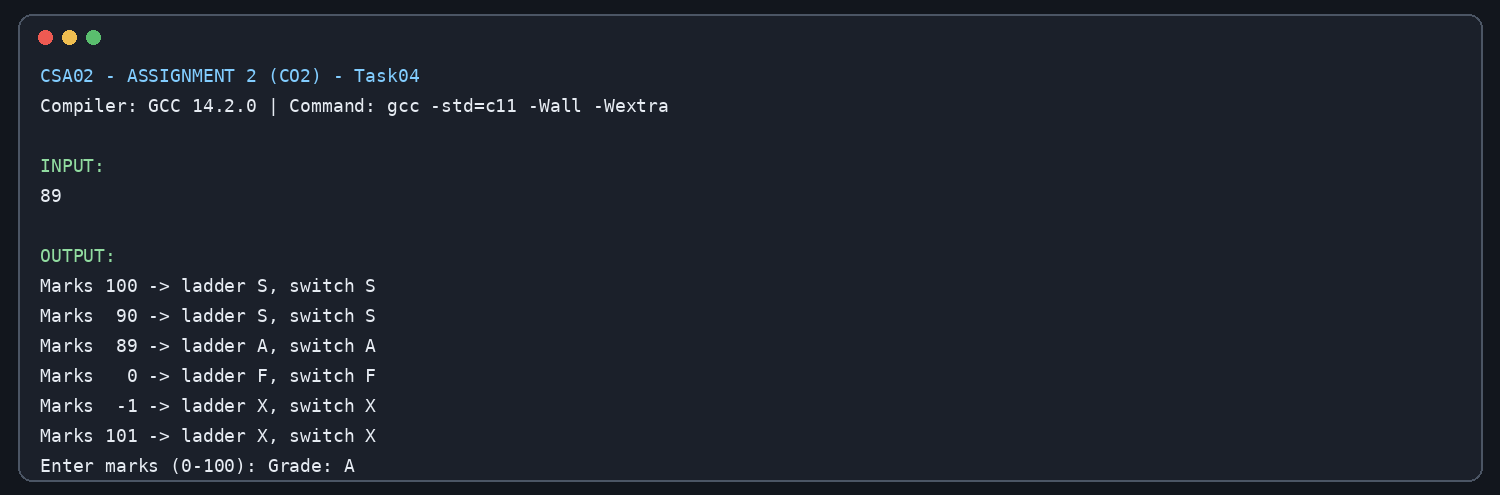 CSA02 - ASSIGNMENT 2 (CO2) - Task04
Compiler: GCC 14.2.0 | Command: gcc -std=c11 -Wall -Wextra
INPUT:
89
OUTPUT:
Marks 100 -> ladder S, switch S
Marks  90 -> ladder S, switch S
Marks  89 -> ladder A, switch A
Marks   0 -> ladder F, switch F
Marks  -1 -> ladder X, switch X
Marks 101 -> ladder X, switch X
Enter marks (0-100): Grade: A